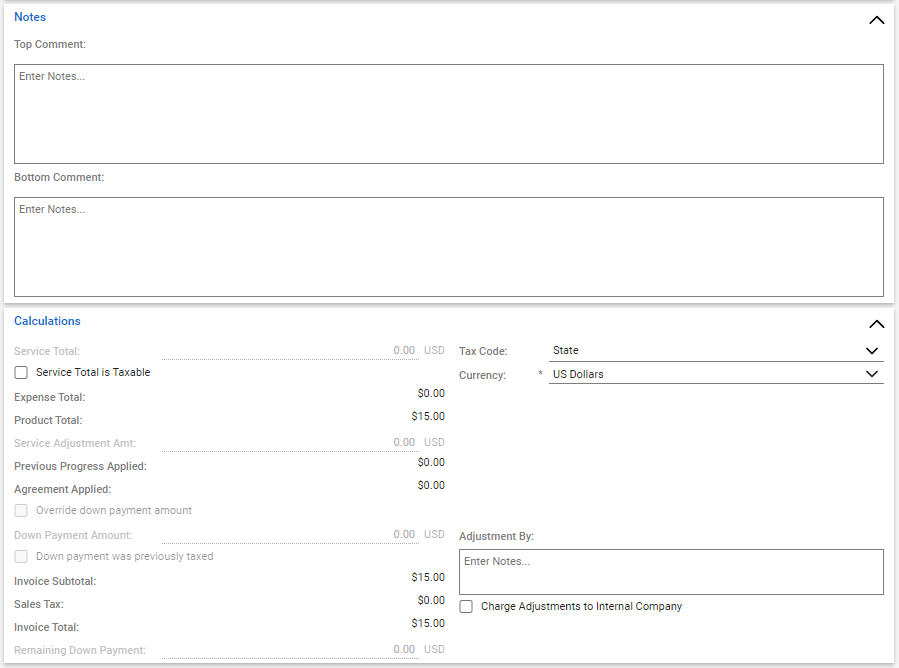 Notes
Top Comment:
Enter Notes...
Bottom Comment:
Enter Notes...
Calculations
Service Total: 0.00 USD
Tax Code: State
Service Total is Taxable
Currency: * US Dollars
Expense Total: $0.00
Product Total: $15.00
Service Adjustment Amt: 0.00 USD
Previous Progress Applied: $0.00
Agreement Applied: $0.00
Override down payment amount
Down Payment Amount: 0.00 USD
Adjustment By:
Down payment was previously taxed
Enter Notes...
Invoice Subtotal: $15.00
Sales Tax: $0.00
Charge Adjustments to Internal Company
Invoice Total: $15.00
Remaining Down Payment: 0.00 USD